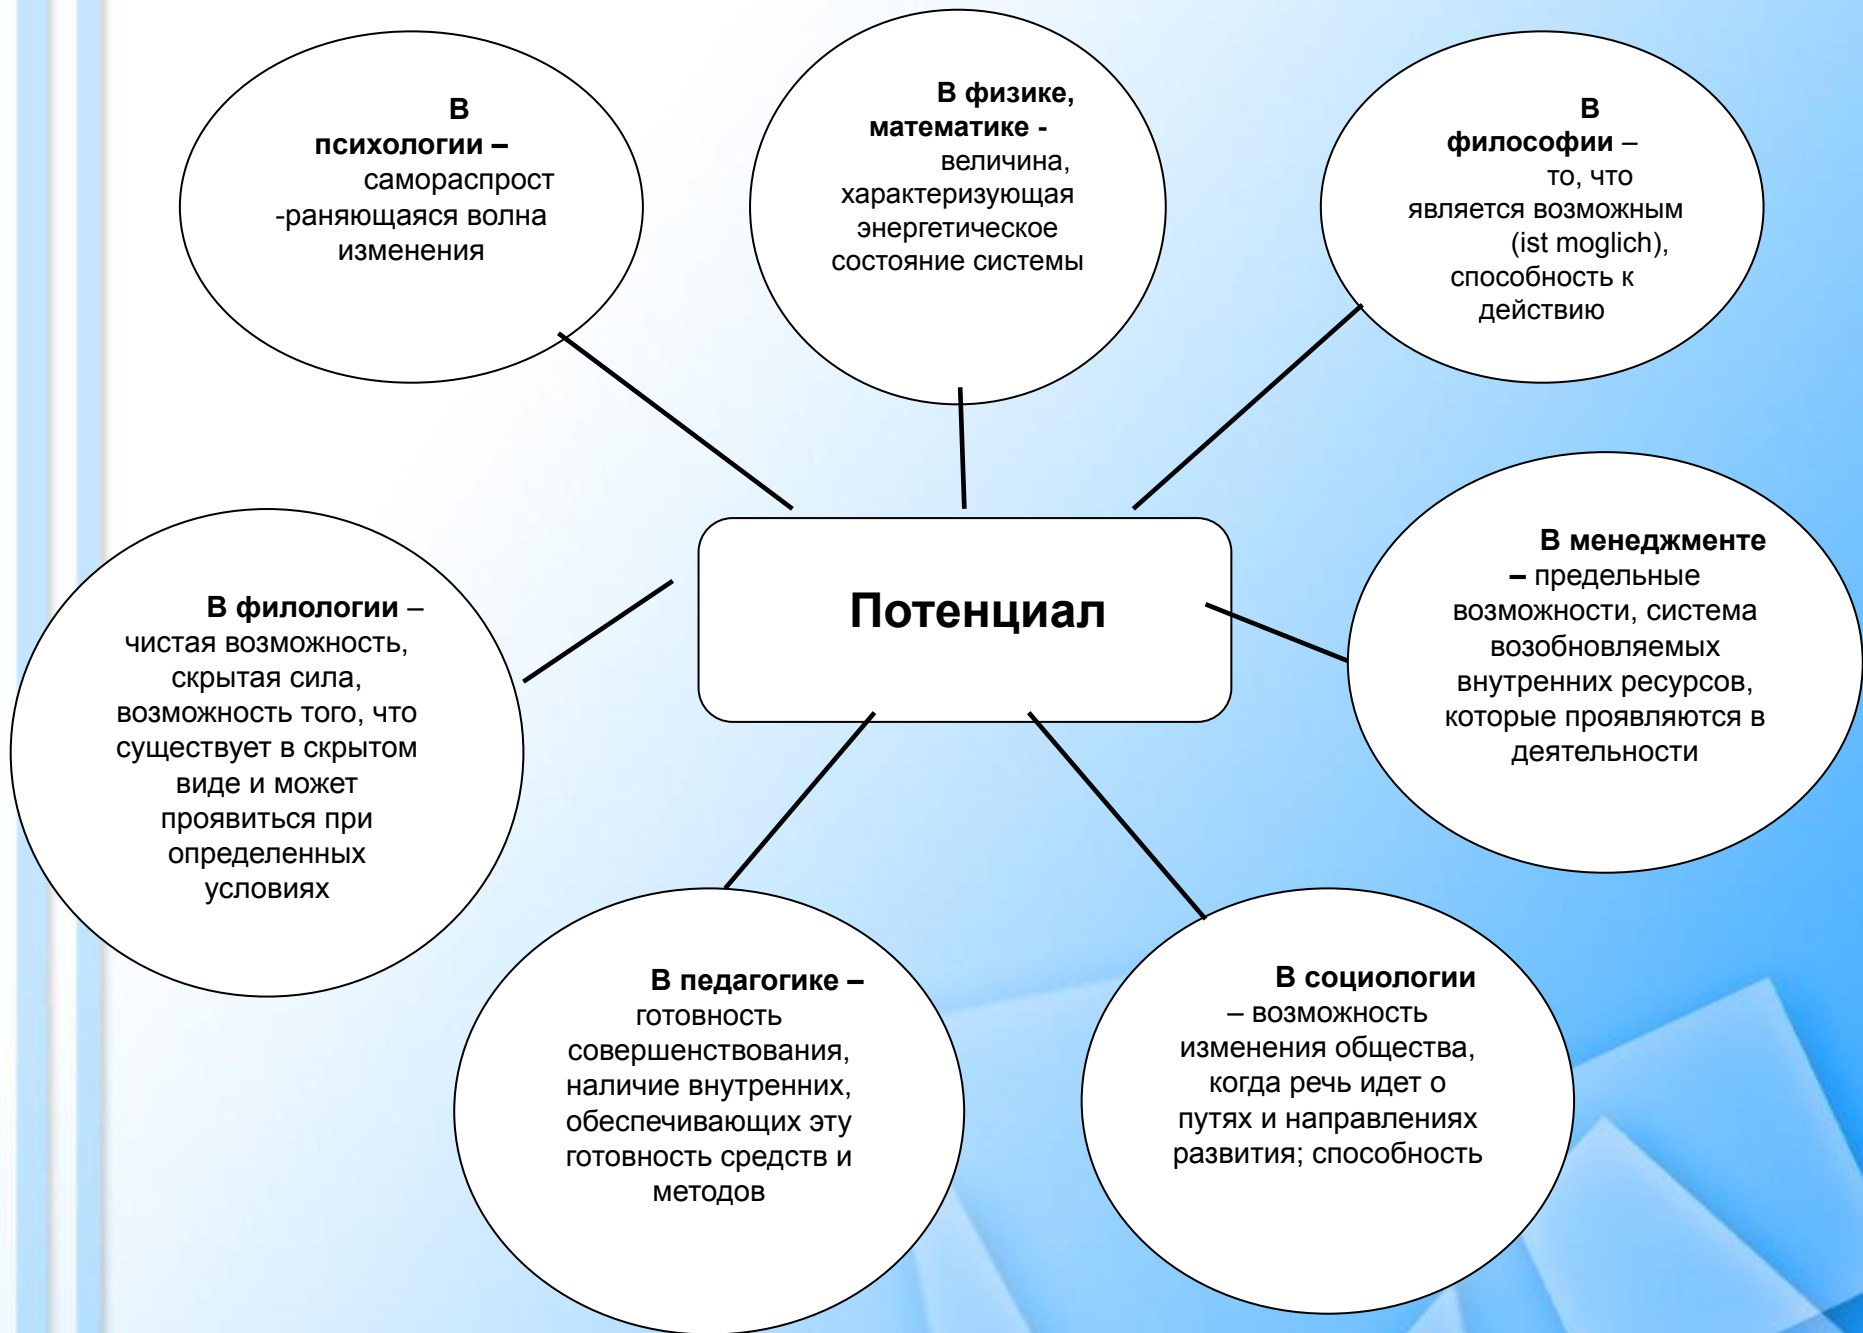 В
психологии –
самораспрост
-раняющаяся волна
изменения
В физике,
математике -
величина,
характеризующая
энергетическое
состояние системы
В
философии –
то, что
является возможным
(ist moglich),
способность к
действию
Потенциал
В менеджменте
– предельные
возможности, система
возобновляемых
внутренних ресурсов,
которые проявляются в
деятельности
В филологии –
чистая возможность,
скрытая сила,
возможность того, что
существует в скрытом
виде и может
проявиться при
определенных
условиях
В педагогике –
готовность
совершенствования,
наличие внутренних,
обеспечивающих эту
готовность средств и
методов
В социологии
– возможность
изменения общества,
когда речь идет о
путях и направлениях
развития; способность